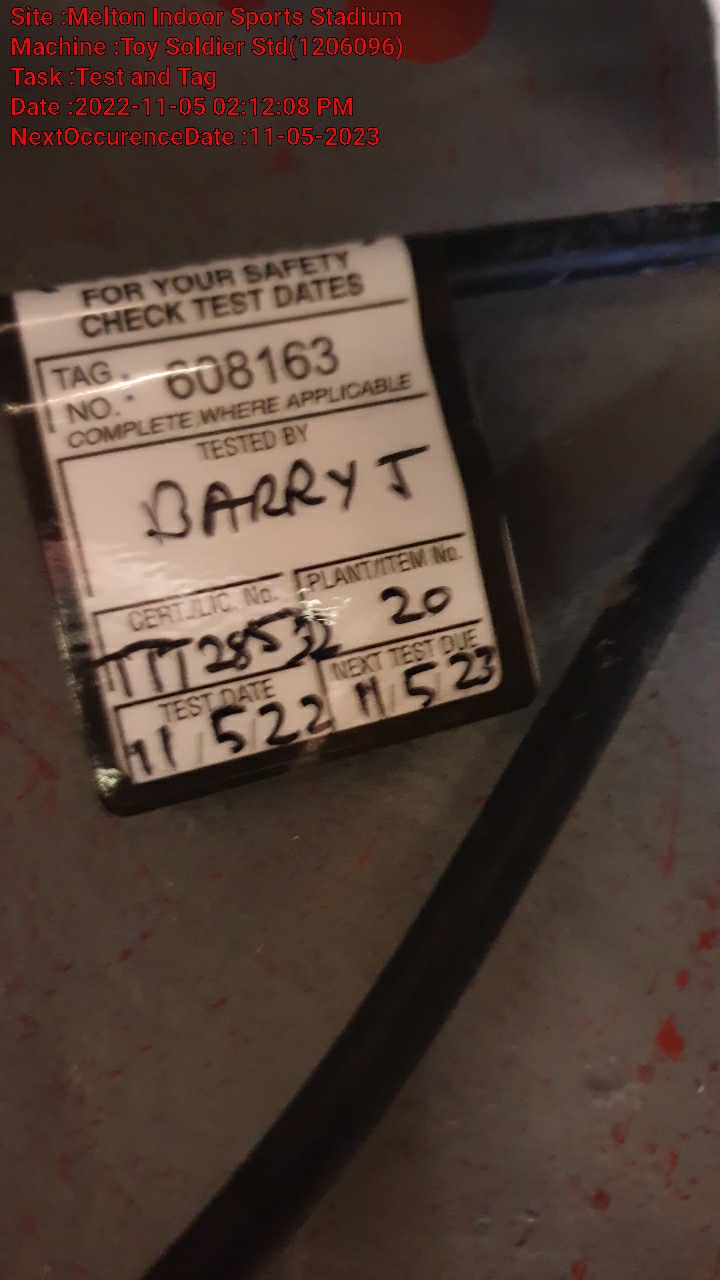 Site :Melton Indoor Sports Stadium
Machine :Toy Soldier Std(1206096)
Task :Test and Tag
Date :2022-11-05 02:12:08 PM
NextOccurenceDate :11-05-2023
FOR YOUR SAFETY
CHECK TEST DATES
TAG NO. 608163
COMPLETE WHERE APPLICABLE
TESTED BY
BARRY J
CERT./LIC. No.
TTT28532
PLANT/ITEM No.
20
TEST DATE
11/5/22
NEXT TEST DUE
11/5/23